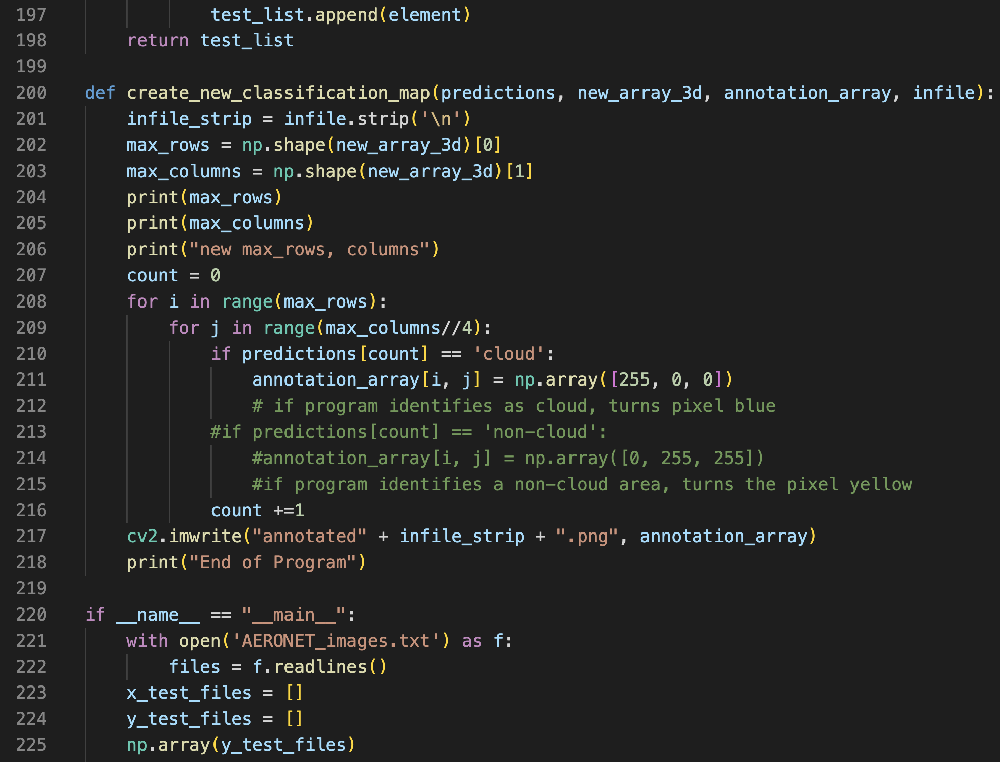 197                 test_list.append(element)
198         return test_list
199
200     def create_new_classification_map(predictions, new_array_3d, annotation_array, infile):
201         infile_strip = infile.strip('\n')
202         max_rows = np.shape(new_array_3d)[0]
203         max_columns = np.shape(new_array_3d)[1]
204         print(max_rows)
205         print(max_columns)
206         print("new max_rows, columns")
207         count = 0
208         for i in range(max_rows):
209             for j in range(max_columns//4):
210                 if predictions[count] == 'cloud':
211                     annotation_array[i, j] = np.array([255, 0, 0])
212                     # if program identifies as cloud, turns pixel blue
213                 #if predictions[count] == 'non-cloud':
214                     #annotation_array[i, j] = np.array([0, 255, 255])
215                     #if program identifies a non-cloud area, turns the pixel yellow
216                 count +=1
217         cv2.imwrite("annotated" + infile_strip + ".png", annotation_array)
218         print("End of Program")
219
220     if __name__ == "__main__":
221         with open('AERONET_images.txt') as f:
222             files = f.readlines()
223         x_test_files = []
224         y_test_files = []
225         np.array(y_test_files)